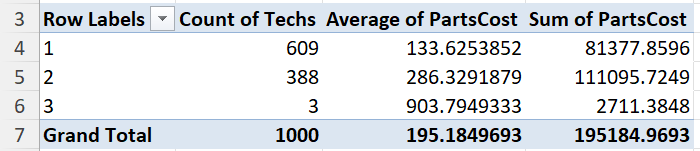 3 Row Labels Count of Techs Average of PartsCost Sum of PartsCost
4 1 609 133.6253852 81377.8596
5 2 388 286.3291879 111095.7249
6 3 3 903.7949333 2711.3848
7 Grand Total 1000 195.1849693 195184.9693